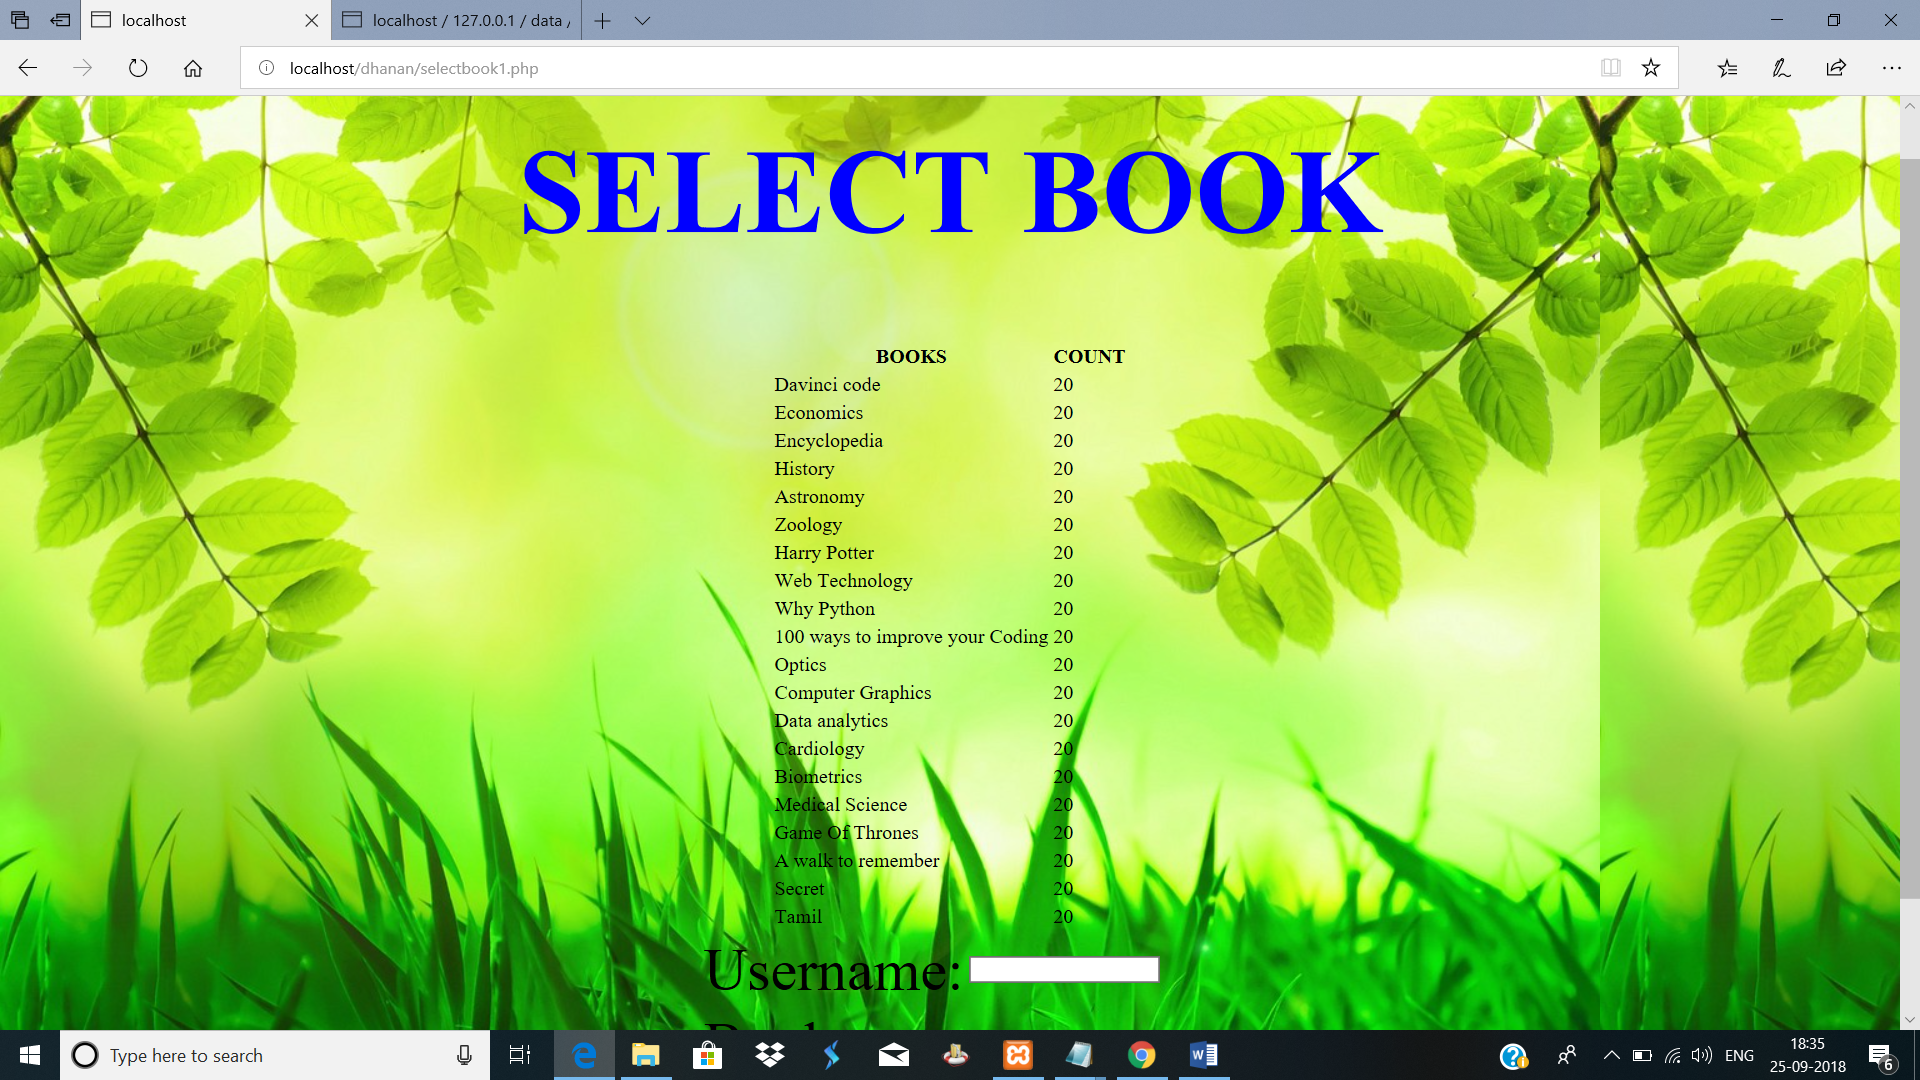 localhost
localhost / 127.0.0.1 / data /
localhost/dhanan/selectbook1.php
SELECT BOOK
BOOKS COUNT
Davinci code 20
Economics 20
Encyclopedia 20
History 20
Astronomy 20
Zoology 20
Harry Potter 20
Web Technology 20
Why Python 20
100 ways to improve your Coding 20
Optics 20
Computer Graphics 20
Data analytics 20
Cardiology 20
Biometrics 20
Medical Science 20
Game Of Thrones 20
A walk to remember 20
Secret 20
Tamil 20
Username:
Type here to search
ENG
18:35
25-09-2018
6